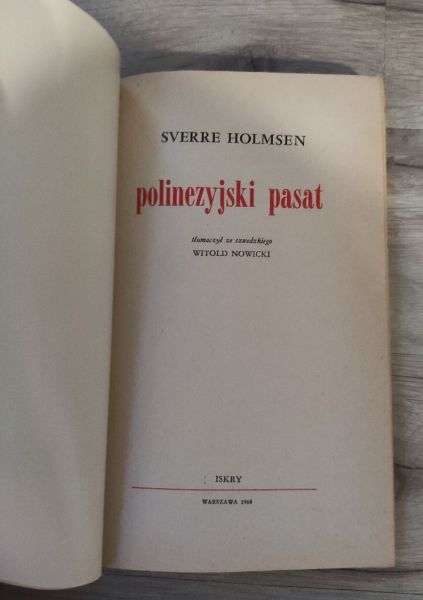 SVERRE HOLMSEN
polinezyjski pasat
tłumaczył ze szwedzkiego
WITOLD NOWICKI
ISKRY
WARSZAWA 1968